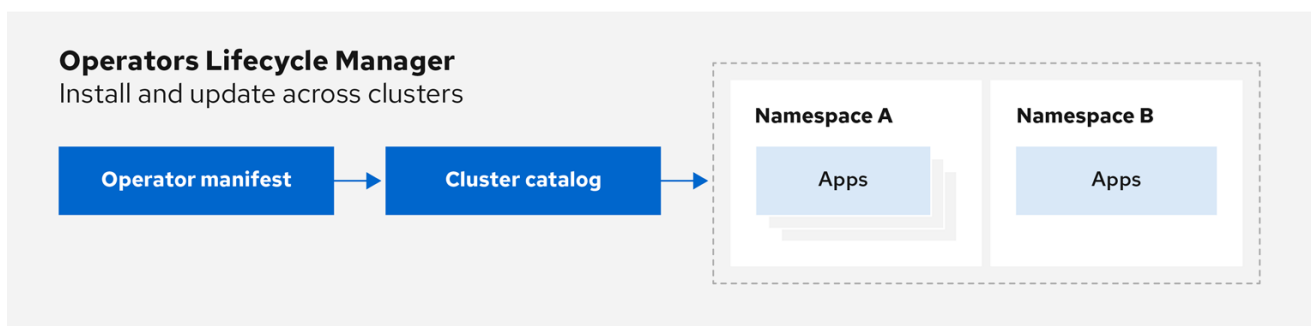 Operators Lifecycle Manager
Install and update across clusters
Operator manifest
Cluster catalog
Namespace A
Apps
Namespace B
Apps